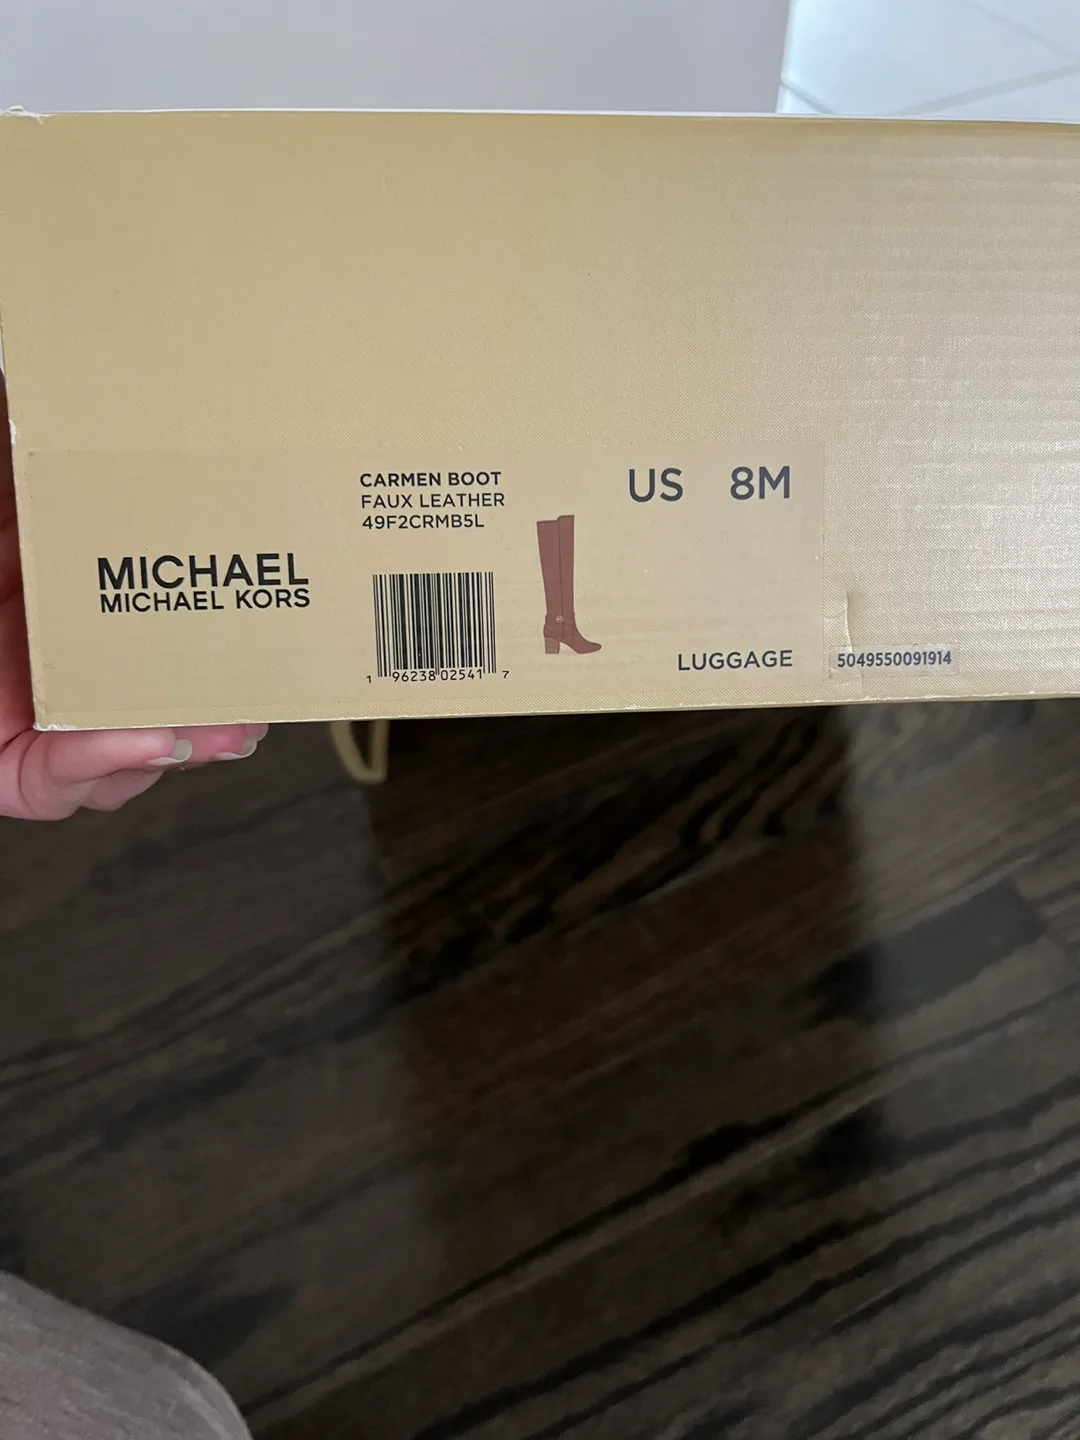 CARMEN BOOT
FAUX LEATHER
49F2CRMB5L
US 8M
MICHAEL
MICHAEL KORS
1 96238 02541 7
LUGGAGE
5049550091914